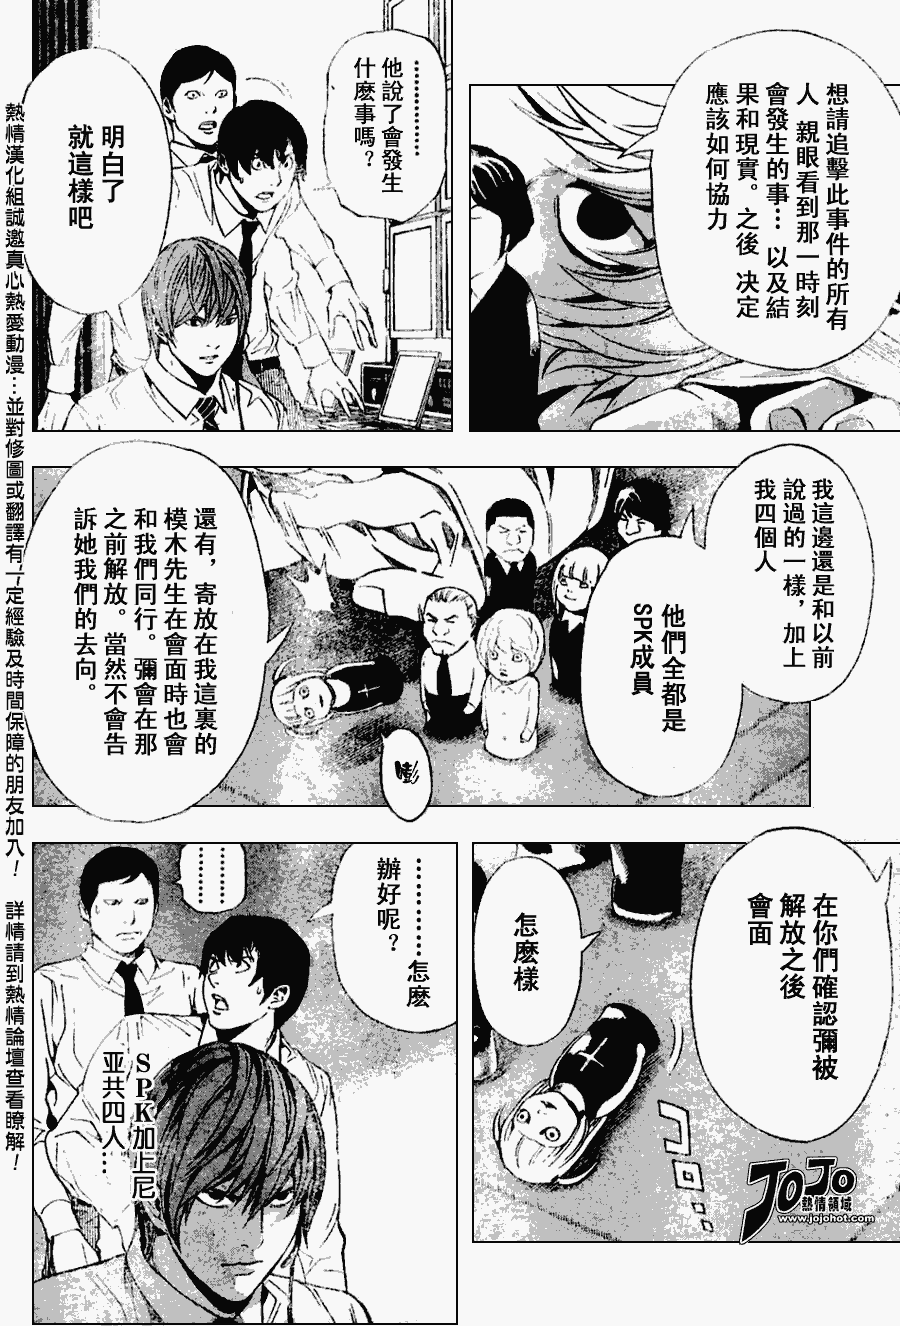 想請追擊此事件的所有
人 親眼看到那一時刻
會發生的事… 以及結
果和現實。之後 決定
應該如何協力
……………
他說了會發生
什麼事嗎？
明白了
就這樣吧
我這邊還是和以前
說過的一樣，加上
我四個人
他們全都是
SPK成員
還有，寄放在我這裏的
模木先生在會面時也會
和我們同行。彌會在那
之前解放。當然不會告
訴她我們的去向。
嘭
在你們確認彌被
解放之後
會面
怎麼樣
コロ…
…………怎麼
辦好呢？
………
………
SPK加上尼
亚共四人…
熱情漢化組誠邀真心熱愛動漫…並對修圖或翻譯有一定經驗及時間保障的朋友加入！ 詳情請到熱情論壇查看瞭解！
JOJO
熱情領域
www.jojohot.com